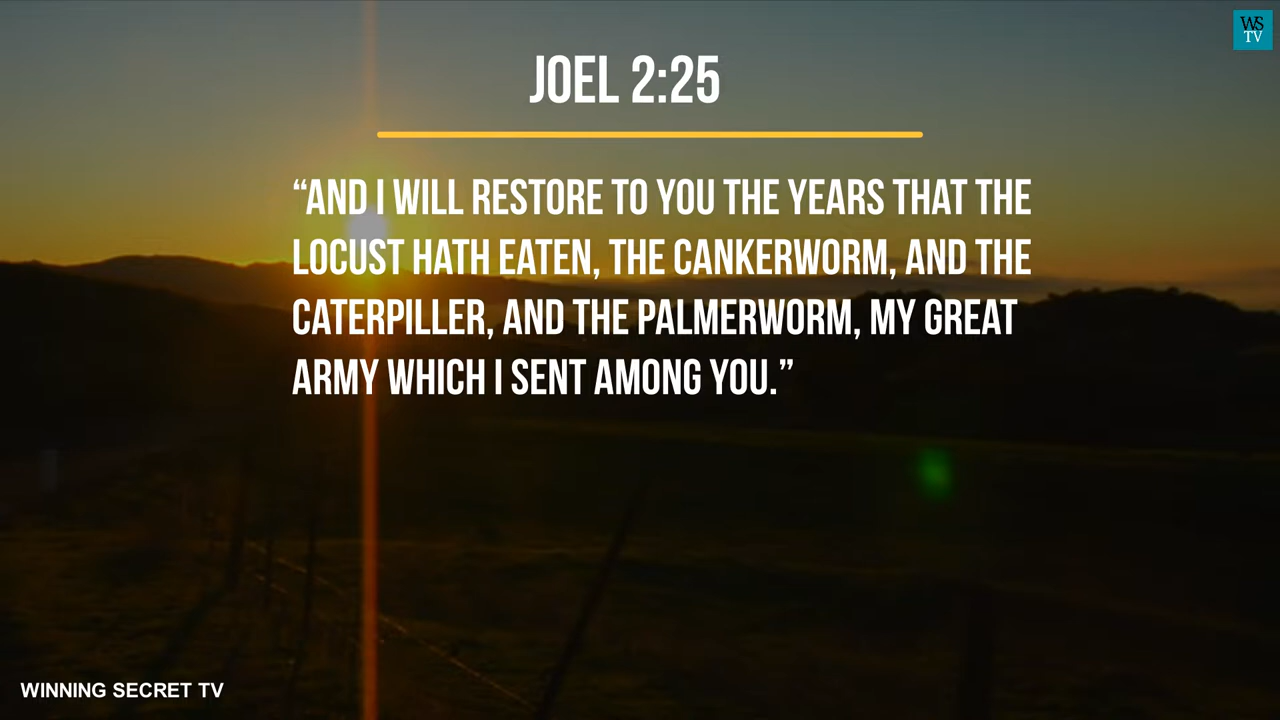 WS
TV
JOEL 2:25
“AND I WILL RESTORE TO YOU THE YEARS THAT THE
LOCUST HATH EATEN, THE CANKERWORM, AND THE
CATERPILLER, AND THE PALMERWORM, MY GREAT
ARMY WHICH I SENT AMONG YOU.”
WINNING SECRET TV